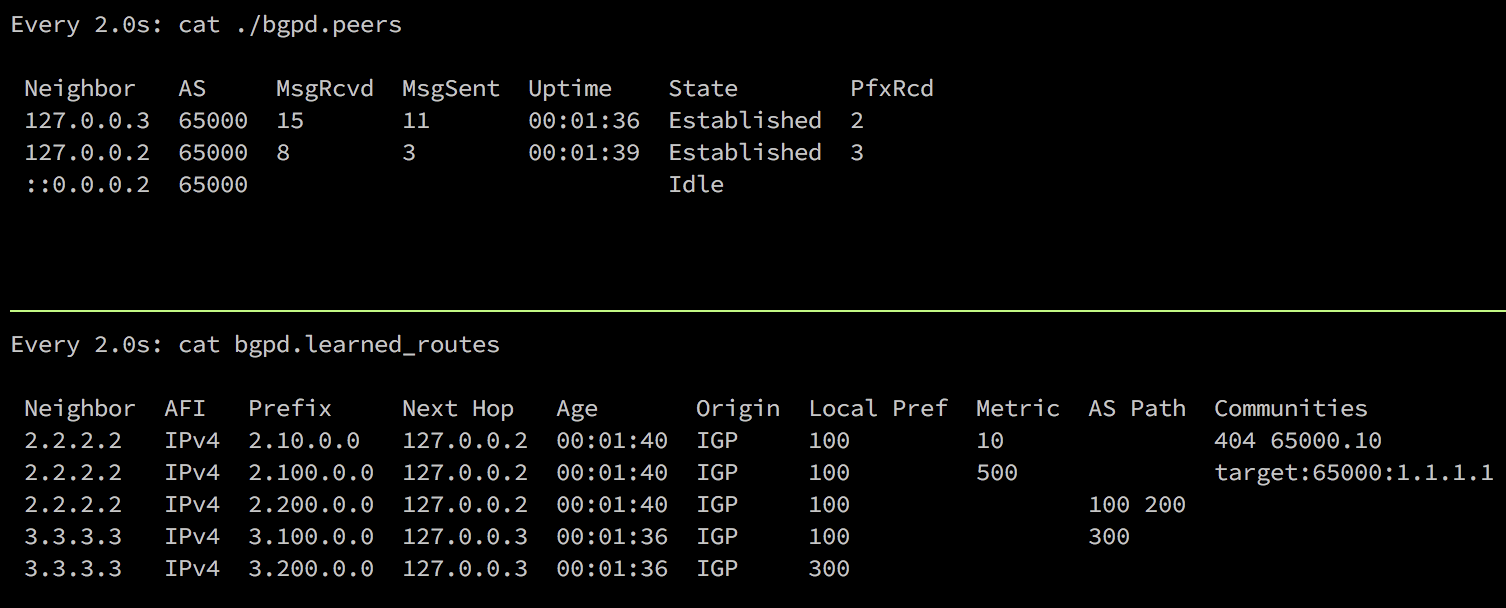 Every 2.0s: cat ./bgpd.peers
Neighbor AS MsgRcvd MsgSent Uptime State PfxRcd
127.0.0.3 65000 15 11 00:01:36 Established 2
127.0.0.2 65000 8 3 00:01:39 Established 3
::0.0.0.2 65000 Idle
Every 2.0s: cat bgpd.learned_routes
Neighbor AFI Prefix Next Hop Age Origin Local Pref Metric AS Path Communities
2.2.2.2 IPv4 2.10.0.0 127.0.0.2 00:01:40 IGP 100 10 404 65000.10
2.2.2.2 IPv4 2.100.0.0 127.0.0.2 00:01:40 IGP 100 500 target:65000:1.1.1.1
2.2.2.2 IPv4 2.200.0.0 127.0.0.2 00:01:40 IGP 100 100 200
3.3.3.3 IPv4 3.100.0.0 127.0.0.3 00:01:36 IGP 100 300
3.3.3.3 IPv4 3.200.0.0 127.0.0.3 00:01:36 IGP 300